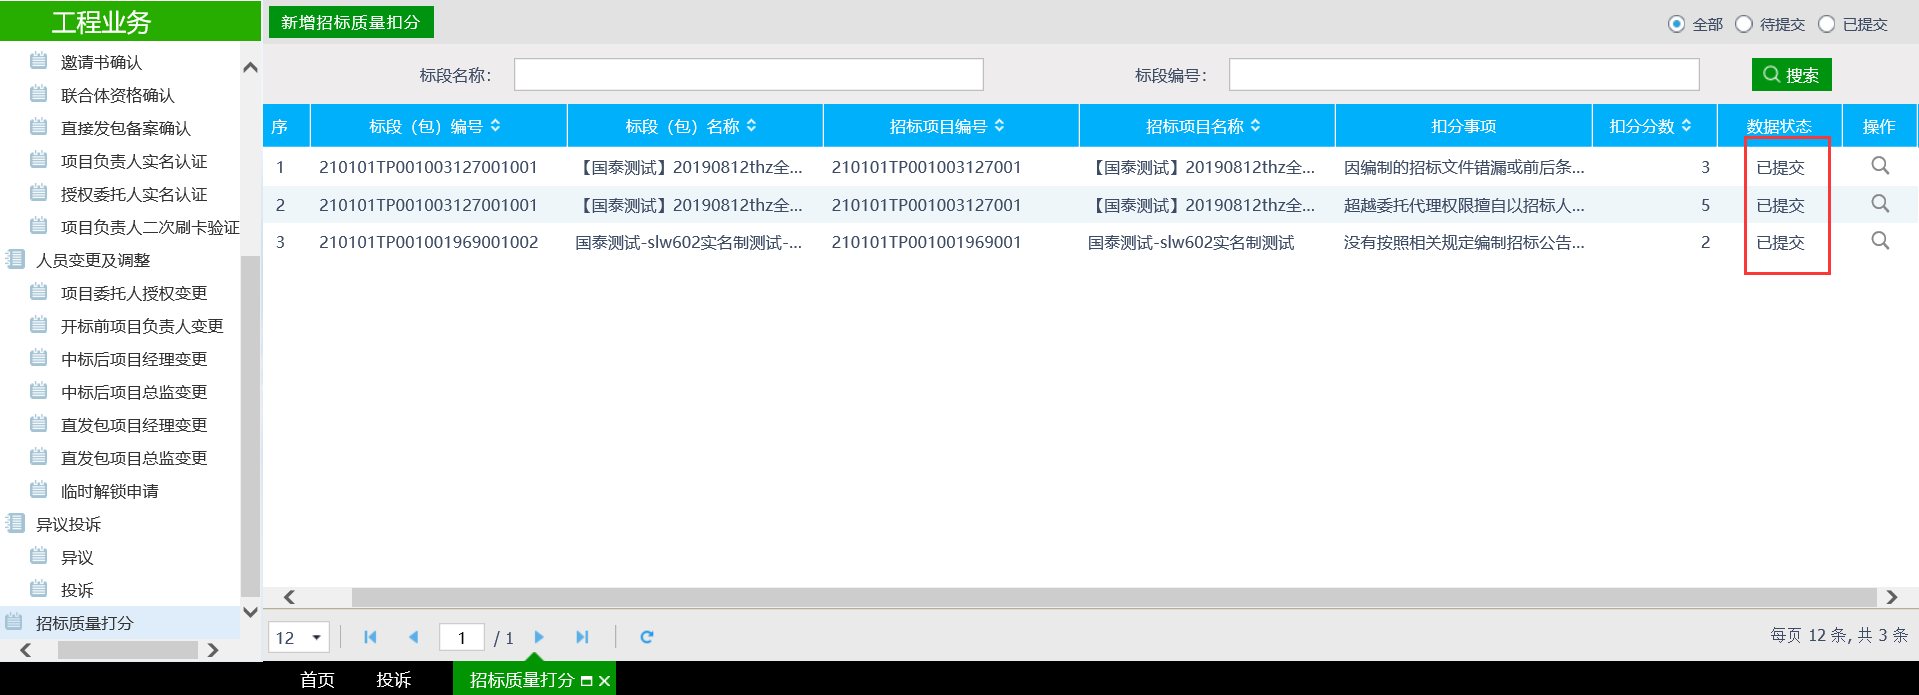 工程业务
邀请书确认
联合体资格确认
直接发包备案确认
项目负责人实名认证
授权委托人实名认证
项目负责人二次刷卡验证
人员变更及调整
项目委托人授权变更
开标前项目负责人变更
中标后项目经理变更
中标后项目总监变更
直发包项目经理变更
直发包项目总监变更
临时解锁申请
异议投诉
异议
投诉
招标质量打分
新增招标质量扣分
全部 待提交 已提交
标段名称： 标段编号： 搜索
序 标段（包）编号 标段（包）名称 招标项目编号 招标项目名称 扣分事项 扣分分数 数据状态 操作
1 210101TP001003127001001 【国泰测试】20190812thz全... 210101TP001003127001 【国泰测试】20190812thz全... 因编制的招标文件错漏或前后条... 3 已提交
2 210101TP001003127001001 【国泰测试】20190812thz全... 210101TP001003127001 【国泰测试】20190812thz全... 超越委托代理权限擅自以招标人... 5 已提交
3 210101TP001001969001002 国泰测试-slw602实名制测试-... 210101TP001001969001 国泰测试-slw602实名制测试 没有按照相关规定编制招标公告... 2 已提交
12 1 / 1 每页 12 条, 共 3 条
首页 投诉 招标质量打分